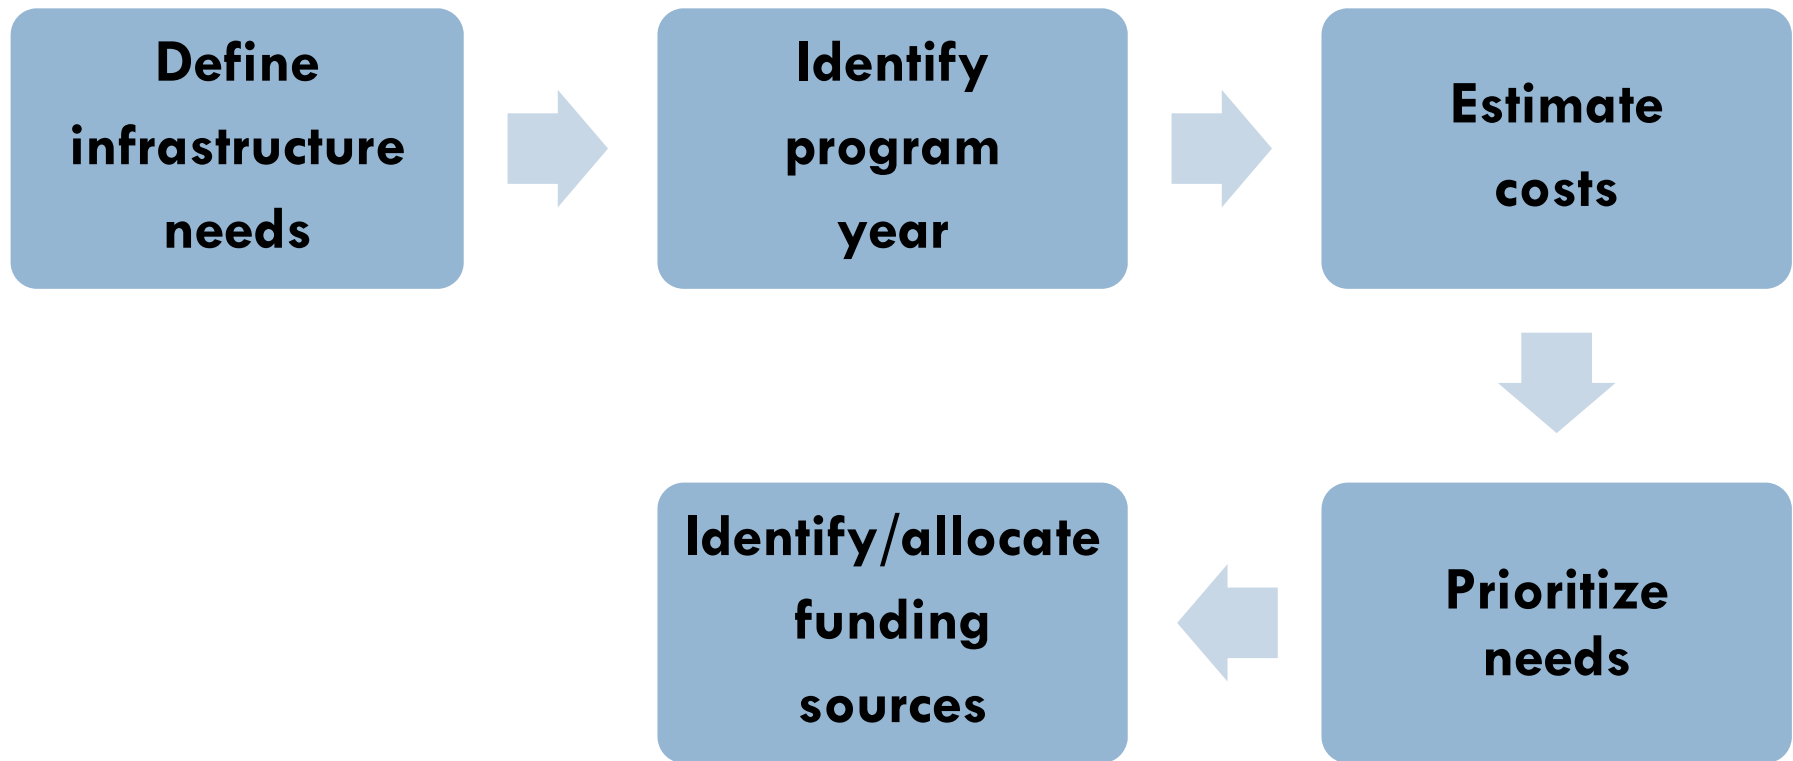 Define
infrastructure
needs
Identify
program
year
Estimate
costs
Prioritize
needs
Identify/allocate
funding
sources